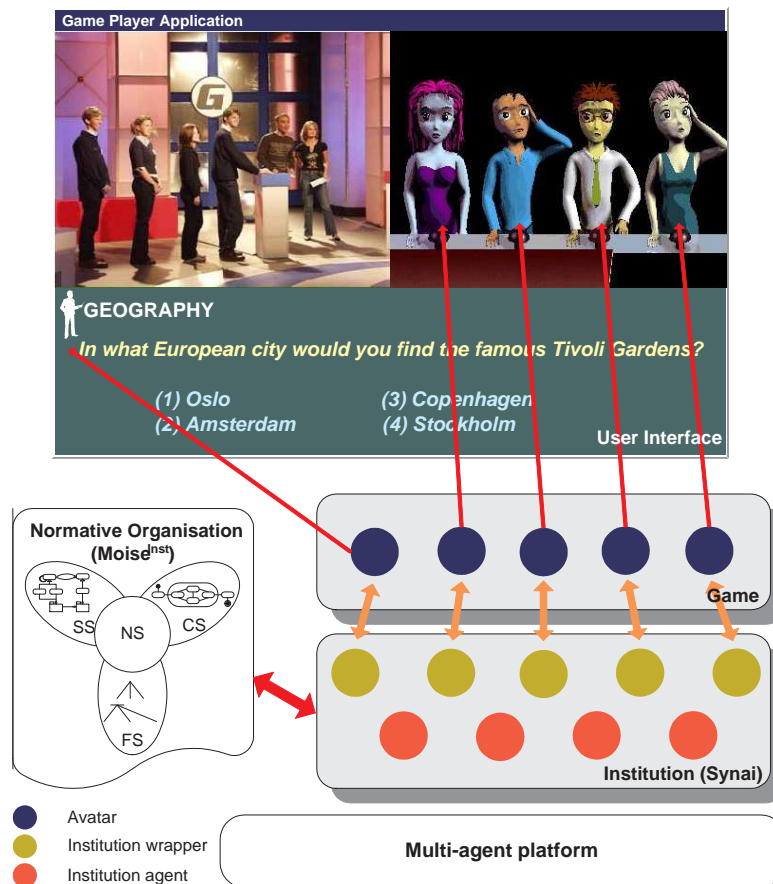 Game Player Application
G
GEOGRAPHY
In what European city would you find the famous Tivoli Gardens?
(1) Oslo
(3) Copenhagen
(2) Amsterdam
(4) Stockholm
User Interface
Normative Organisation
(Moise^Inst)
SS
NS
CS
FS
Game
Institution (Synai)
Avatar
Institution wrapper
Institution agent
Multi-agent platform